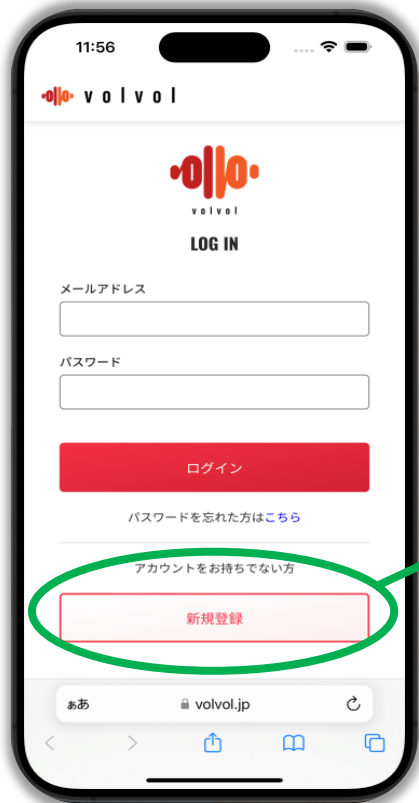 11:56
volvol
volvol
LOG IN
メールアドレス
パスワード
ログイン
パスワードを忘れた方はこちら
アカウントをお持ちでない方
新規登録
ぁあ
volvol.jp